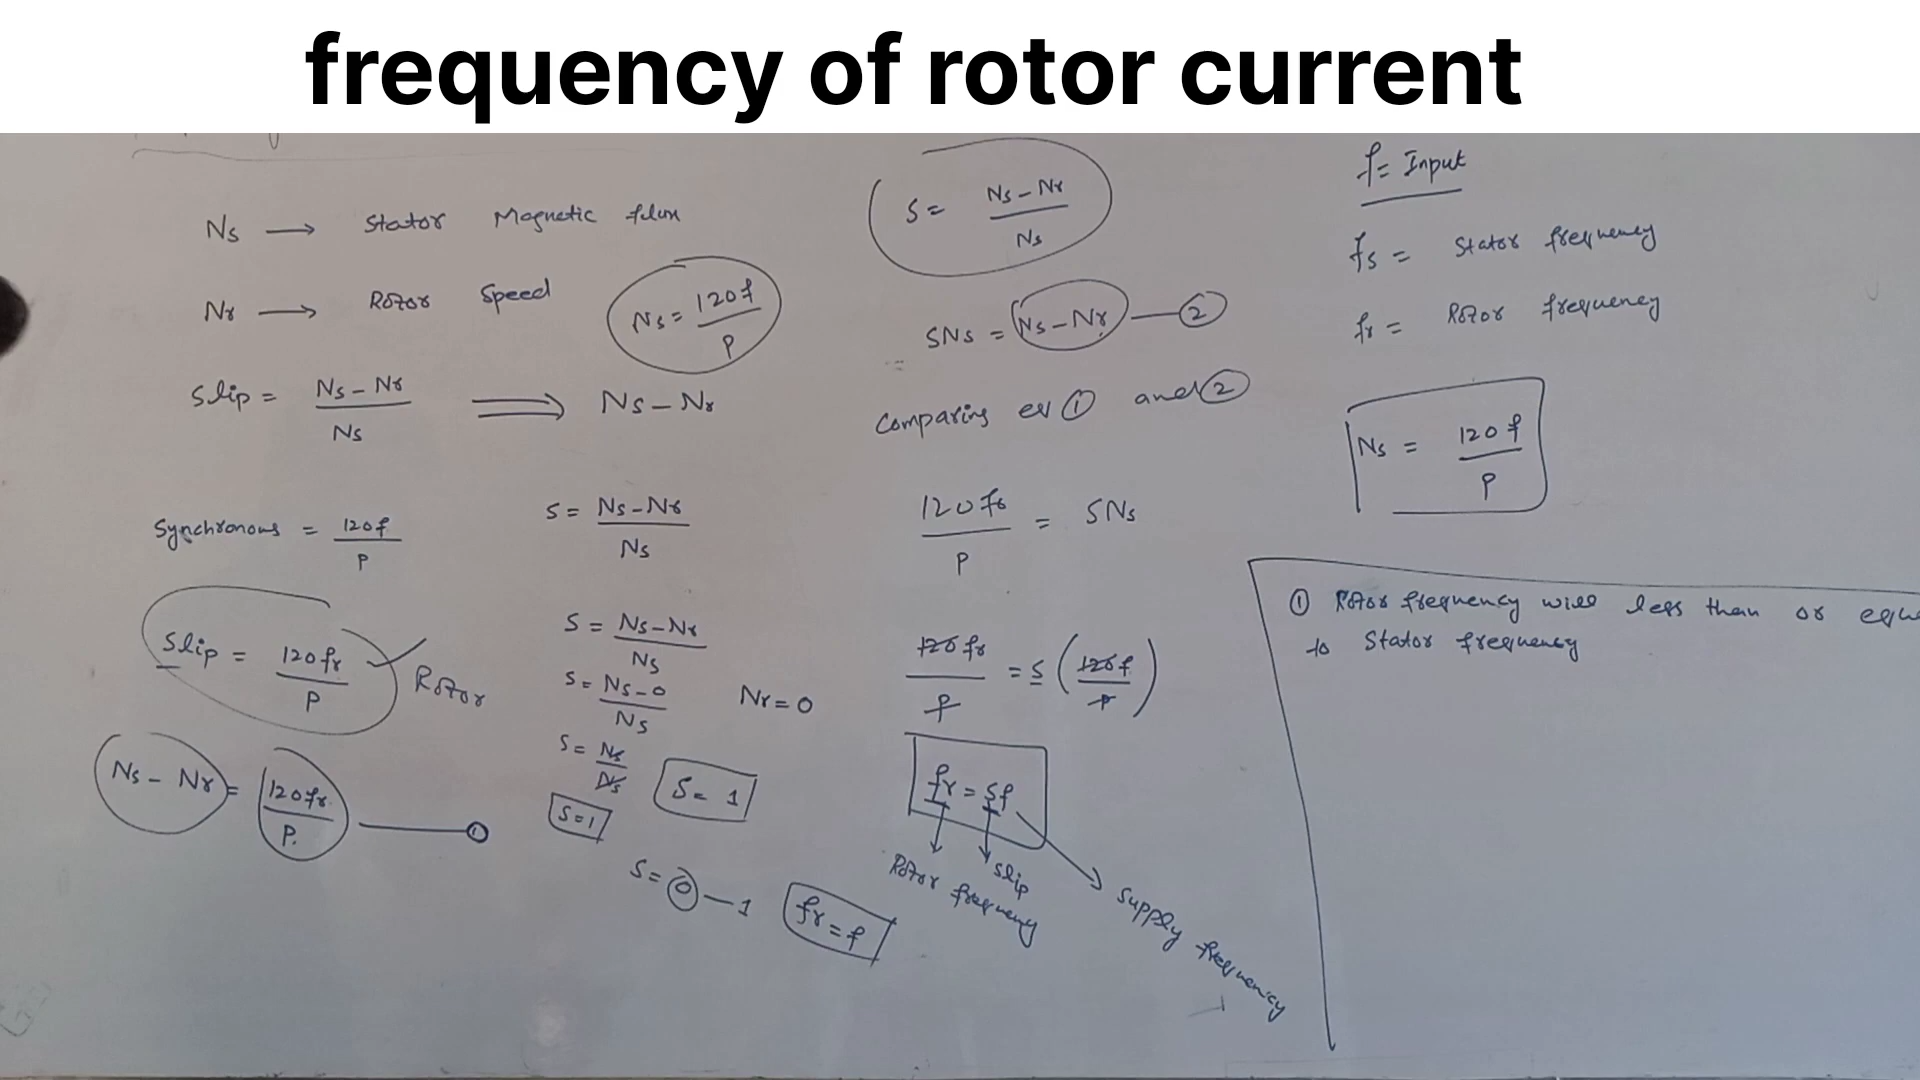 frequency of rotor current
Ns → Stator Magnetic flux
Nr → Rotor Speed
Ns = 120f / P
Slip = Ns - Nr / Ns ⟹ Ns - Nr
Synchronous = 120f / P
Slip = 120fr / P Rotor
Ns - Nr = 120fr / P. ①
S = Ns - Nr / Ns
S = Ns - Nr / Ns
S = Ns - 0 / Ns Nr = 0
S = Ns / Ns S = 1
S = 1
S = 0 — 1 fr = f
S = Ns - Nr / Ns
SNs = Ns - Nr — ②
Comparing eq ① and ②
120fr / P = SNs
120fr / P = S (120f / P)
fr = Sf
Rotor frequency
slip
Supply frequency
f = Input
fs = Stator frequency
fr = Rotor frequency
Ns = 120f / P
① Rotor frequency will less than or
to Stator frequency